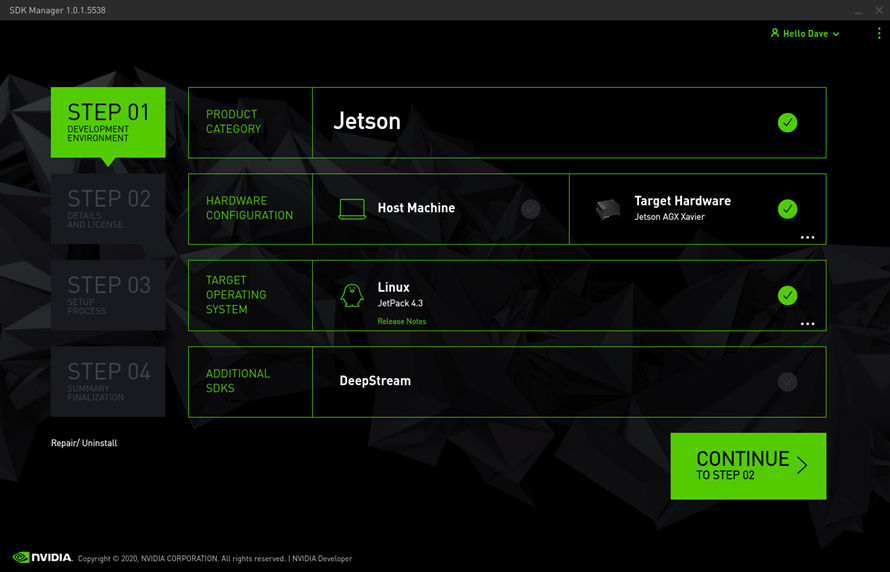 SDK Manager 1.0.1.5538
Hello Dave
STEP 01
DEVELOPMENT
ENVIRONMENT
PRODUCT
CATEGORY
Jetson
STEP 02
DETAILS
AND LICENSE
HARDWARE
CONFIGURATION
Host Machine
Target Hardware
Jetson AGX Xavier
STEP 03
SETUP
PROCESS
TARGET
OPERATING
SYSTEM
Linux
JetPack 4.3
Release Notes
STEP 04
SUMMARY
FINALIZATION
ADDITIONAL
SDKS
DeepStream
Repair/ Uninstall
CONTINUE
TO STEP 02
NVIDIA. Copyright © 2020, NVIDIA CORPORATION. All rights reserved. | NVIDIA Developer